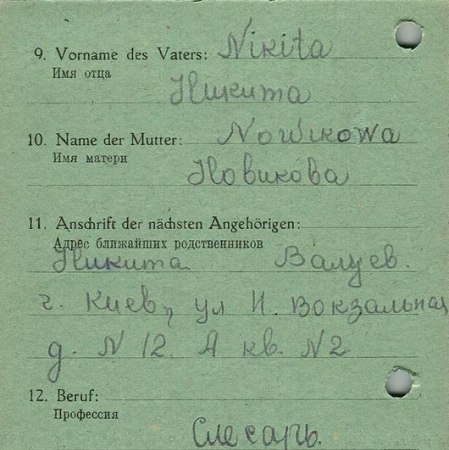 9. Vorname des Vaters: Nikita
Имя отца
Никита
10. Name der Mutter: Nowikowa
Имя матери
Новикова
11. Anschrift der nächsten Angehörigen:
Адрес ближайших родственников
Никита Валуев.
г. Киев, ул И. Вокзальная
д. N 12. А кв. N 2
12. Beruf:
Профессия
Слесарь.